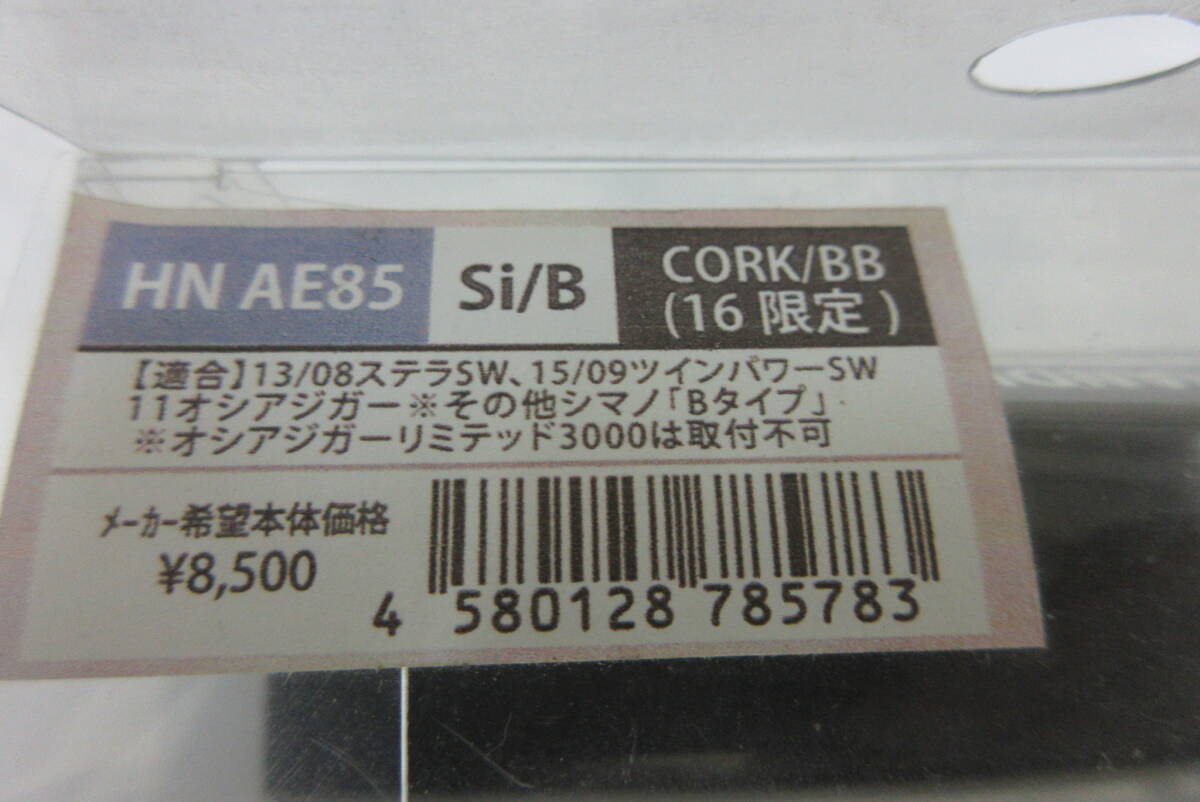 HN AE85
Si/B
CORK/BB
(16 限定)
【適合】13/08ステラSW、15/09ツインパワーSW
11オシアジガー※その他シマノ「Bタイプ」
※オシアジガーリミテッド3000は取付不可
メーカー希望本体価格
¥8,500
4 580128 785783